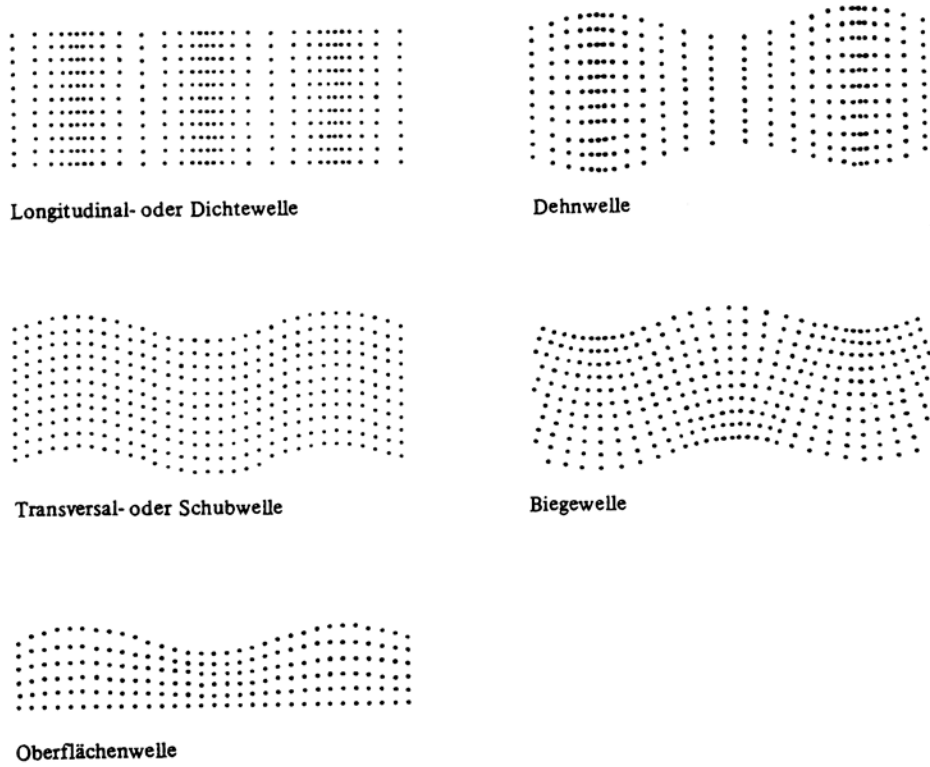 Longitudinal- oder Dichtewelle
Dehnwelle
Transversal- oder Schubwelle
Biegewelle
Oberflächenwelle